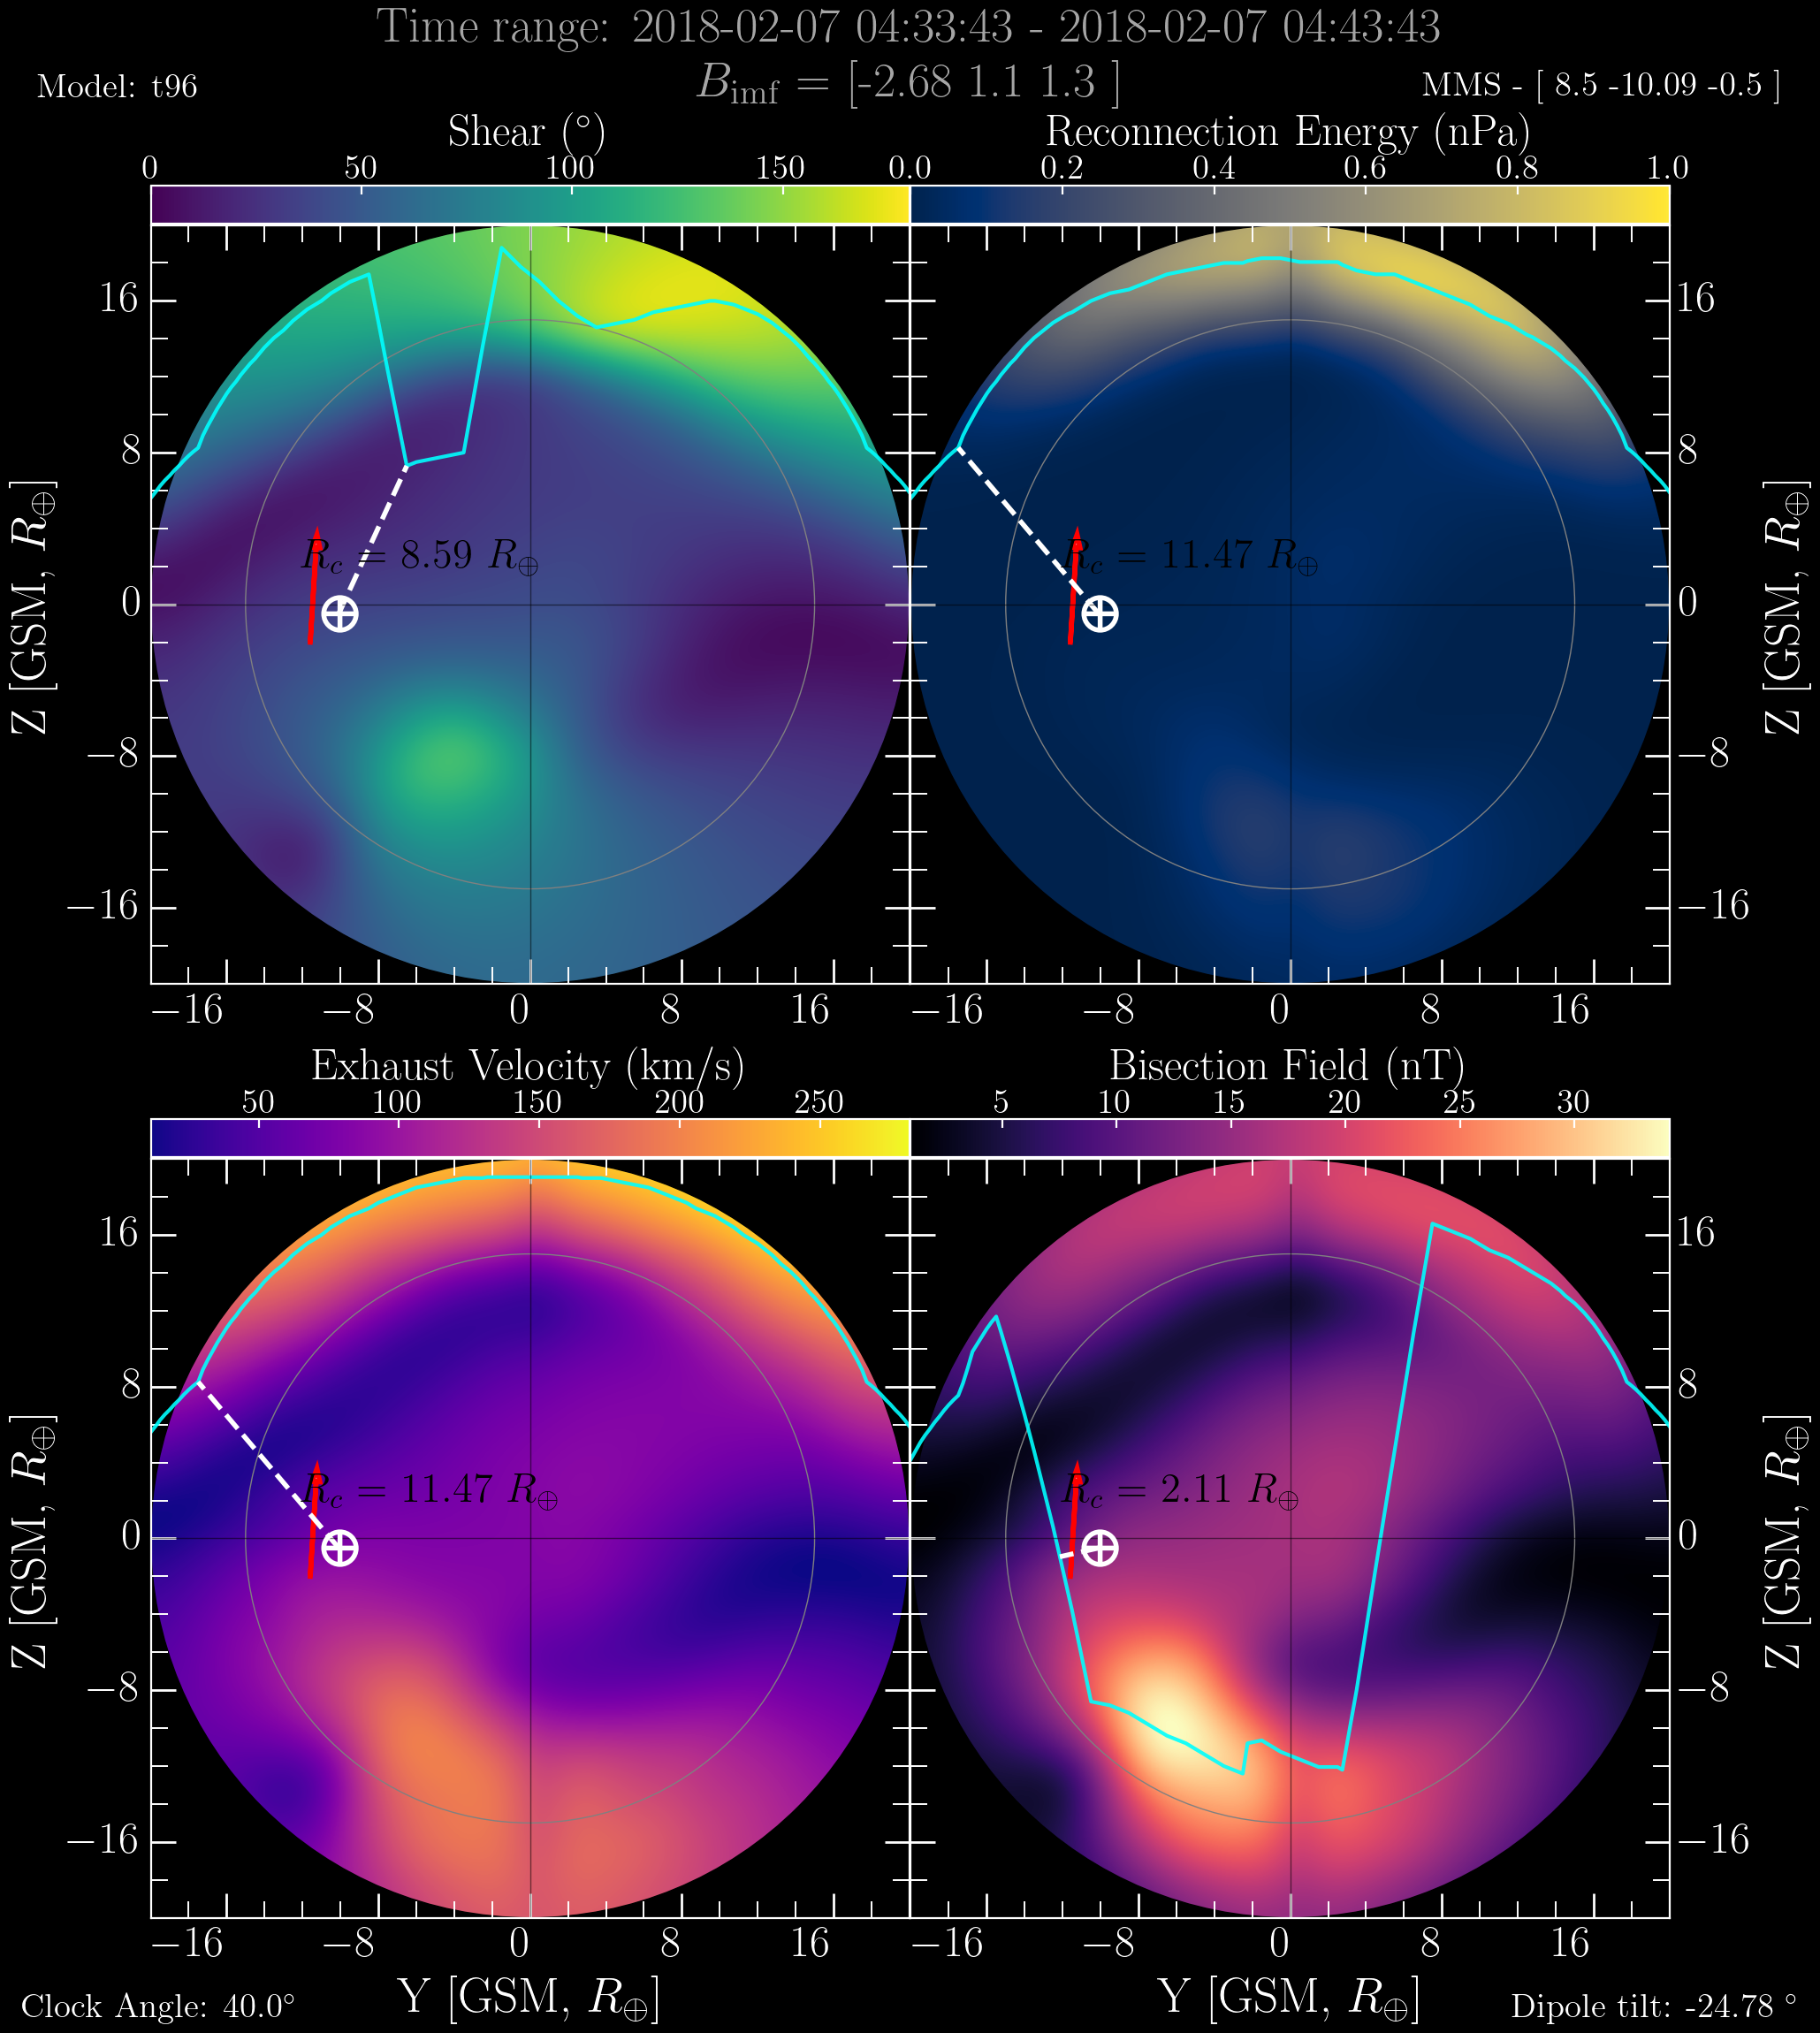 Time range: 2018-02-07 04:33:43 - 2018-02-07 04:43:43
Model: t96
B_imf = [-2.68 1.1 1.3 ]
MMS - [ 8.5 -10.09 -0.5 ]
Shear (°)
Reconnection Energy (nPa)
0 50 100 150
0.0 0.2 0.4 0.6 0.8 1.0
16
8
0
−8
−16
Z [GSM, R⊕]
R_c = 8.59 R⊕
R_c = 11.47 R⊕
16
8
0
−8
−16
Z [GSM, R⊕]
−16 −8 0 8 16
−16 −8 0 8 16
Exhaust Velocity (km/s)
Bisection Field (nT)
50 100 150 200 250
5 10 15 20 25 30
16
8
0
−8
−16
Z [GSM, R⊕]
R_c = 11.47 R⊕
R_c = 2.11 R⊕
16
8
0
−8
−16
Z [GSM, R⊕]
−16 −8 0 8 16
−16 −8 0 8 16
Y [GSM, R⊕]
Y [GSM, R⊕]
Clock Angle: 40.0°
Dipole tilt: -24.78 °